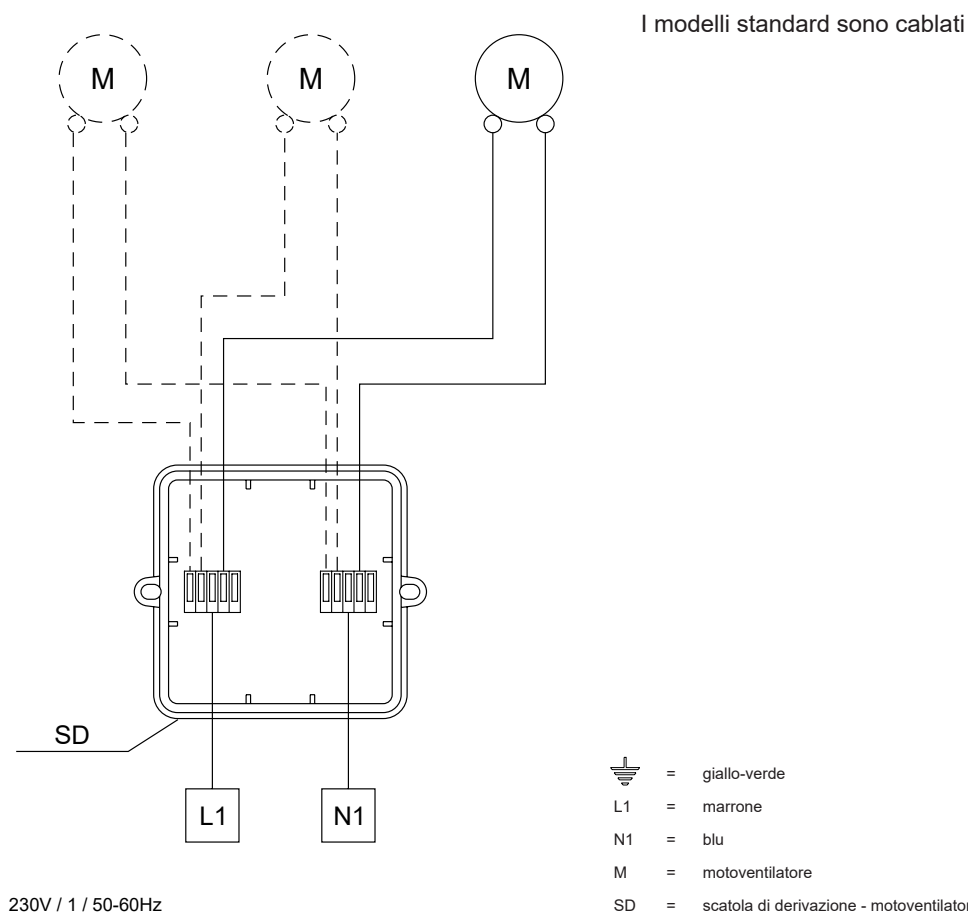 I modelli standard sono cablati
M M M
SD
L1 N1
= giallo-verde
L1 = marrone
N1 = blu
M = motoventilatore
230V / 1 / 50-60Hz
SD = scatola di derivazione -